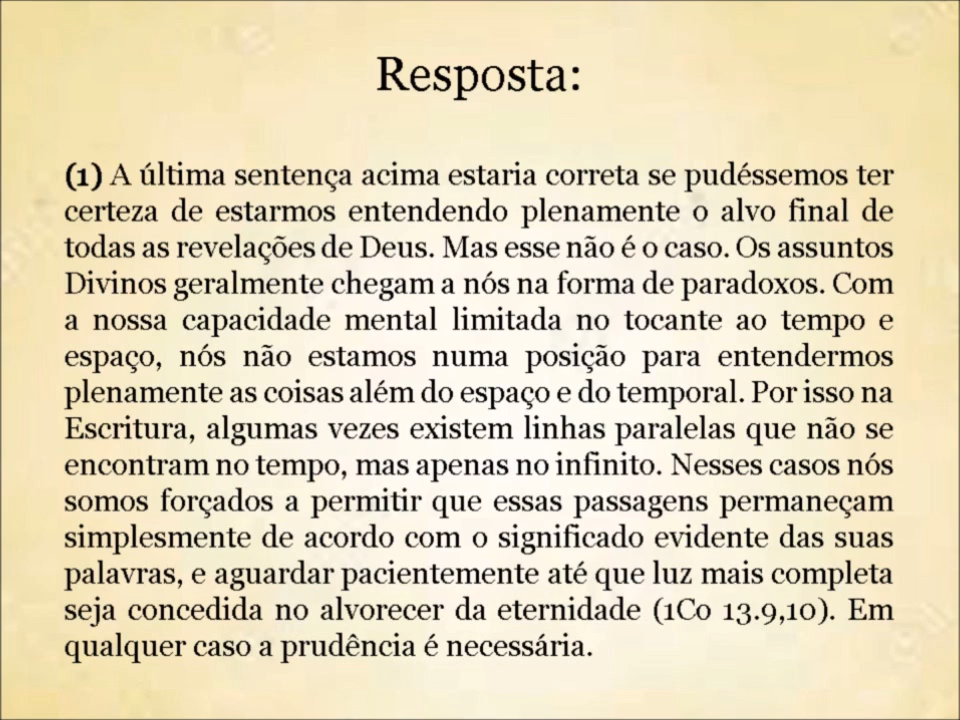 Resposta:
(1) A última sentença acima estaria correta se pudéssemos ter
certeza de estarmos entendendo plenamente o alvo final de
todas as revelações de Deus. Mas esse não é o caso. Os assuntos
Divinos geralmente chegam a nós na forma de paradoxos. Com
a nossa capacidade mental limitada no tocante ao tempo e
espaço, nós não estamos numa posição para entendermos
plenamente as coisas além do espaço e do temporal. Por isso na
Escritura, algumas vezes existem linhas paralelas que não se
encontram no tempo, mas apenas no infinito. Nesses casos nós
somos forçados a permitir que essas passagens permaneçam
simplesmente de acordo com o significado evidente das suas
palavras, e aguardar pacientemente até que luz mais completa
seja concedida no alvorecer da eternidade (1Co 13.9,10). Em
qualquer caso a prudência é necessária.